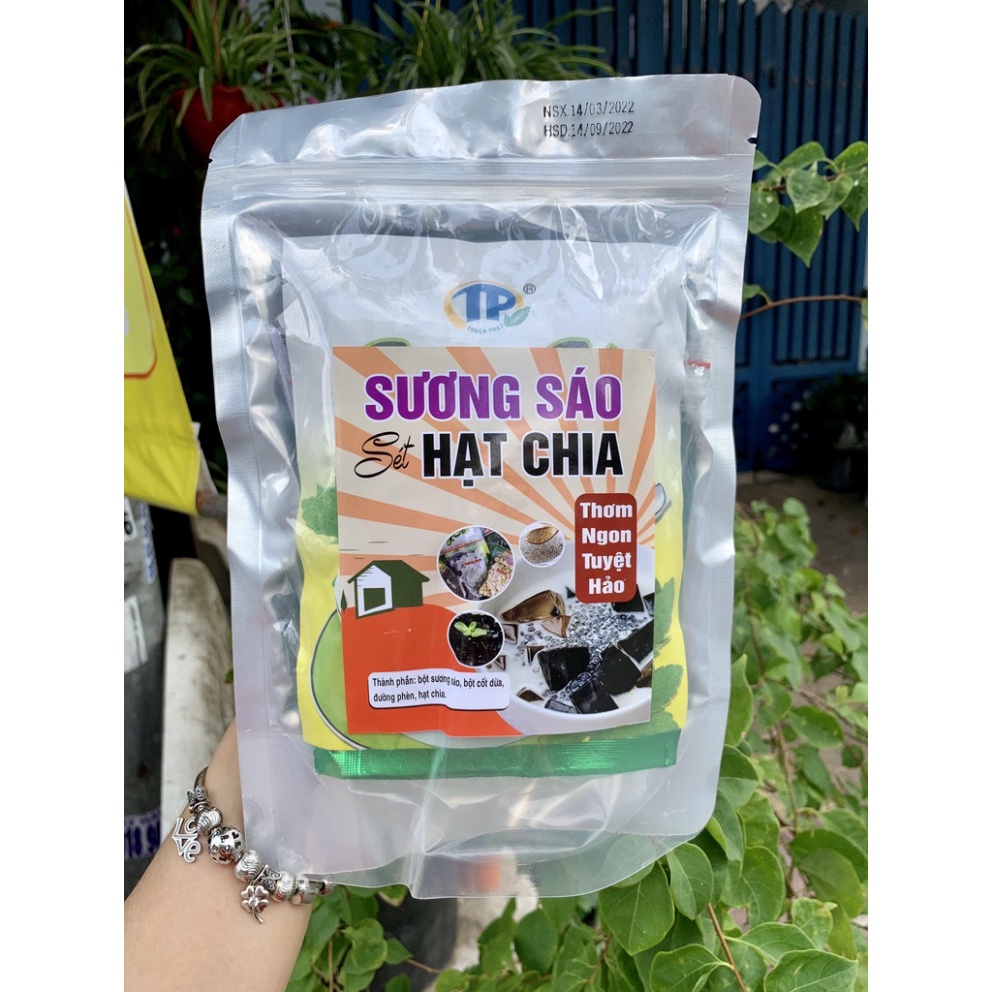 NSX.14/03/2022
HSD.14/09/2022
TP®
THUẬN PHÁT
SƯƠNG SÁO
Sét HẠT CHIA
Thơm
Ngon
Tuyệt
Hảo
Thành phần: bột sương sáo, bột cốt dừa,
đường phèn, hạt chia.
LOVE